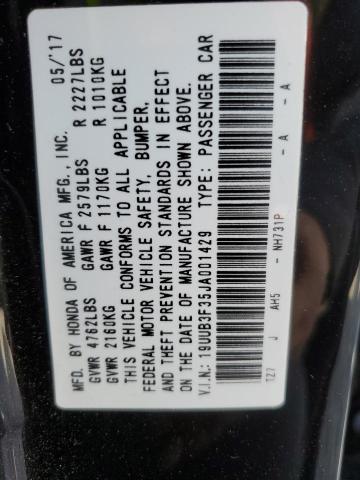 MFD. BY HONDA OF AMERICA MFG., INC. 05/'17
GVWR 4762LBS GAWR F 2579LBS R 2227LBS
GVWR 2160KG GAWR F 1170KG R 1010KG
THIS VEHICLE CONFORMS TO ALL APPLICABLE
FEDERAL MOTOR VEHICLE SAFETY, BUMPER,
AND THEFT PREVENTION STANDARDS IN EFFECT
ON THE DATE OF MANUFACTURE SHOWN ABOVE.
V.I.N.: 19UUB3F35JA001429 TYPE: PASSENGER CAR
TZ7 J AH5 NH731P - A - A